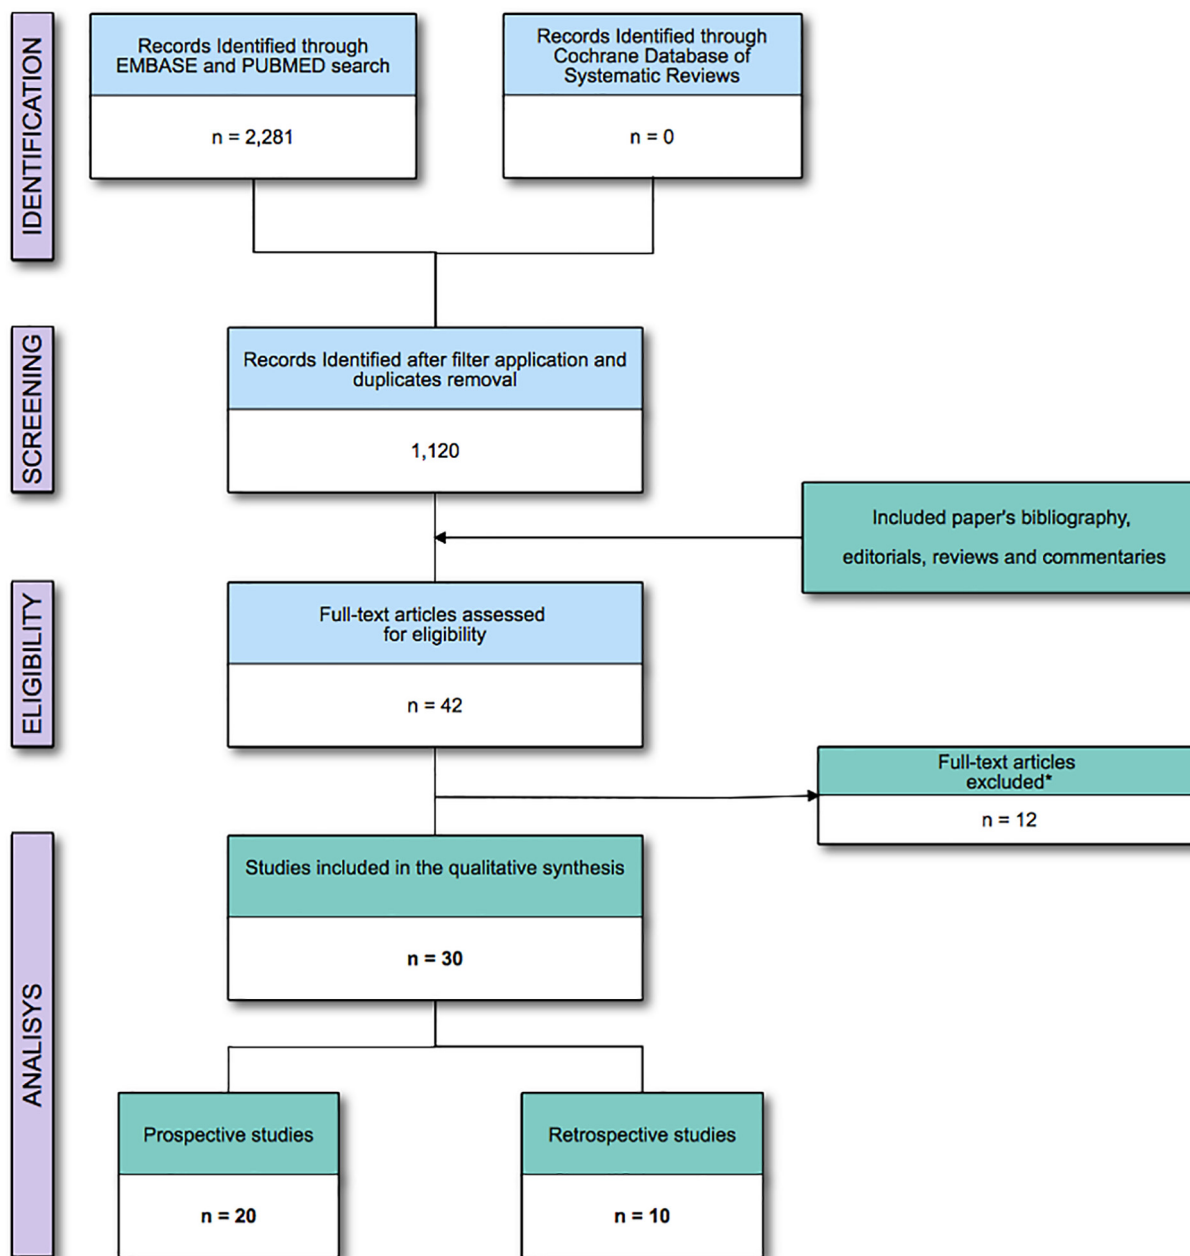 IDENTIFICATION
Records Identified through
EMBASE and PUBMED search
n = 2,281
Records Identified through
Cochrane Database of
Systematic Reviews
n = 0
SCREENING
Records Identified after filter application and
duplicates removal
1,120
Included paper's bibliography,
editorials, reviews and commentaries
ELIGIBILITY
Full-text articles assessed
for eligibility
n = 42
Full-text articles
excluded*
n = 12
ANALISYS
Studies included in the qualitative synthesis
n = 30
Prospective studies
n = 20
Retrospective studies
n = 10